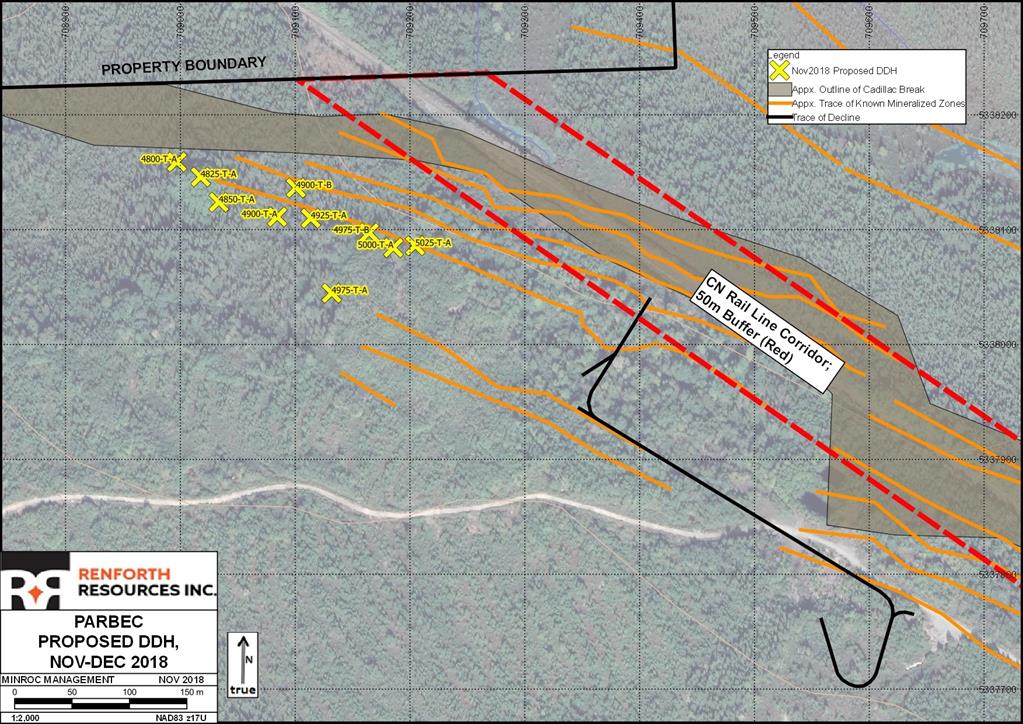 708900
709000
709100
709200
709300
709400
709500
709600
709700
PROPERTY BOUNDARY
Legend
Nov2018 Proposed DDH
Appx. Outline of Cadillac Break
Appx. Trace of Known Mineralized Zones
Trace of Decline
5338200
4800-T-A
4825-T-A
4900-T-B
4850-T-A
4900-T-A
4925-T-A
4975-T-B
5000-T-A
5025-T-A
5338100
4975-T-A
CN Rail Line Corridor;
50m Buffer (Red)
5338000
5337900
5337800
5337700
RENFORTH
RESOURCES INC.
PARBEC
PROPOSED DDH,
NOV-DEC 2018
MINROC MANAGEMENT NOV 2018
0 50 100 150 m
1:2,000 NAD83 z17U
N
true